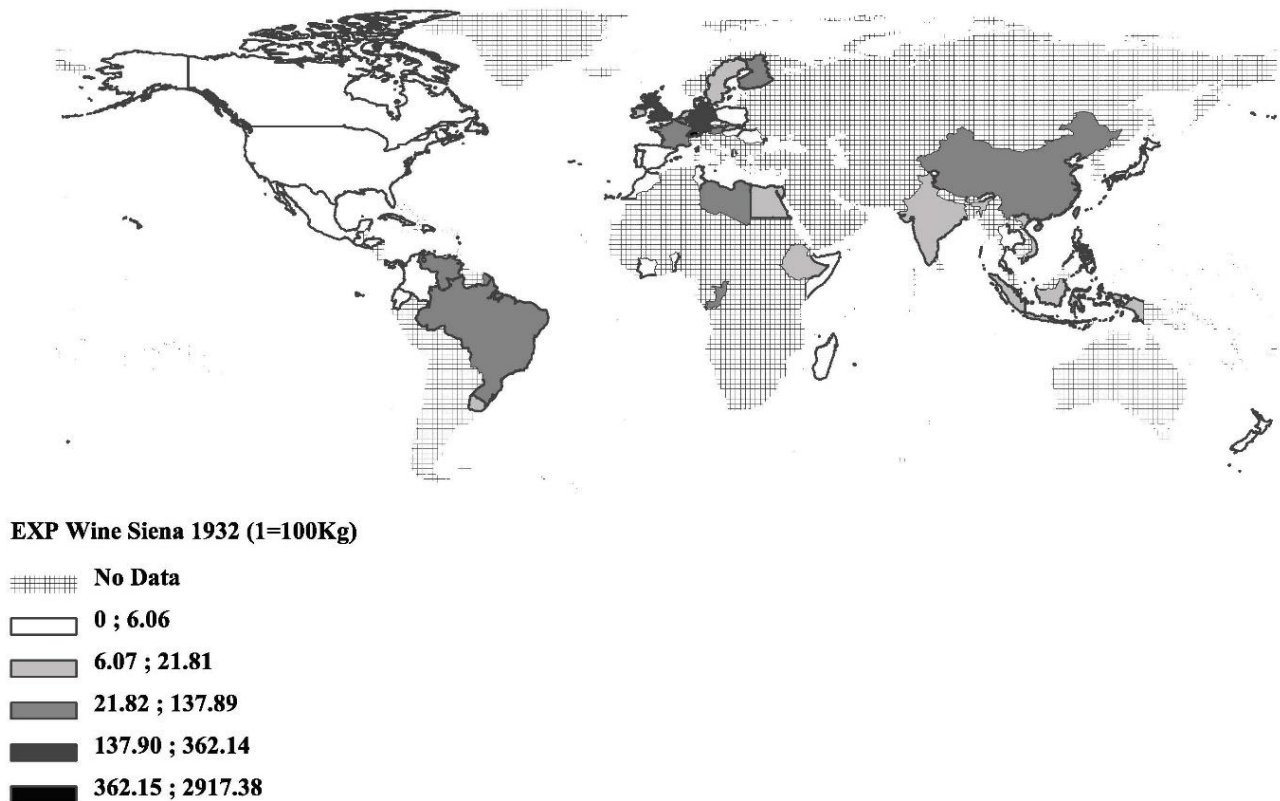 EXP Wine Siena 1932 (1=100Kg)
No Data
0 ; 6.06
6.07 ; 21.81
21.82 ; 137.89
137.90 ; 362.14
362.15 ; 2917.38